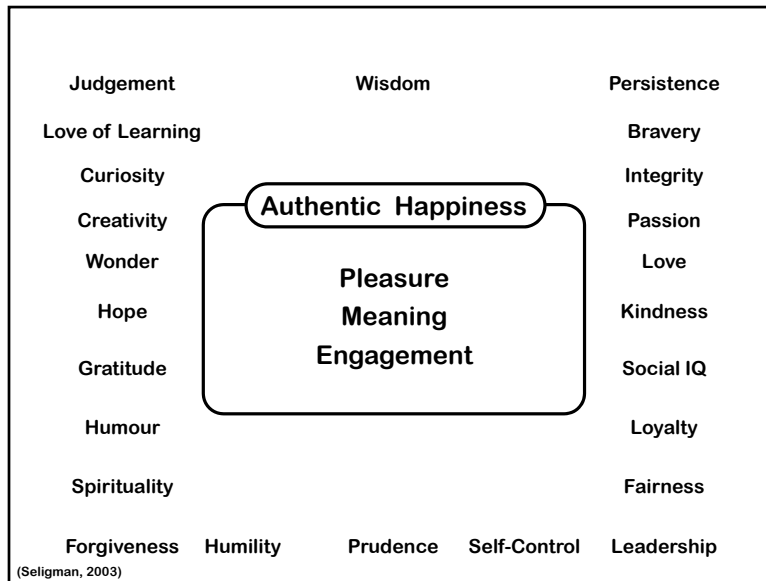 Judgement Wisdom Persistence
Love of Learning Bravery
Curiosity Integrity
Authentic Happiness
Creativity Passion
Wonder Love
Pleasure
Meaning
Engagement
Hope Kindness
Gratitude Social IQ
Humour Loyalty
Spirituality Fairness
Forgiveness Humility Prudence Self-Control Leadership
(Seligman, 2003)